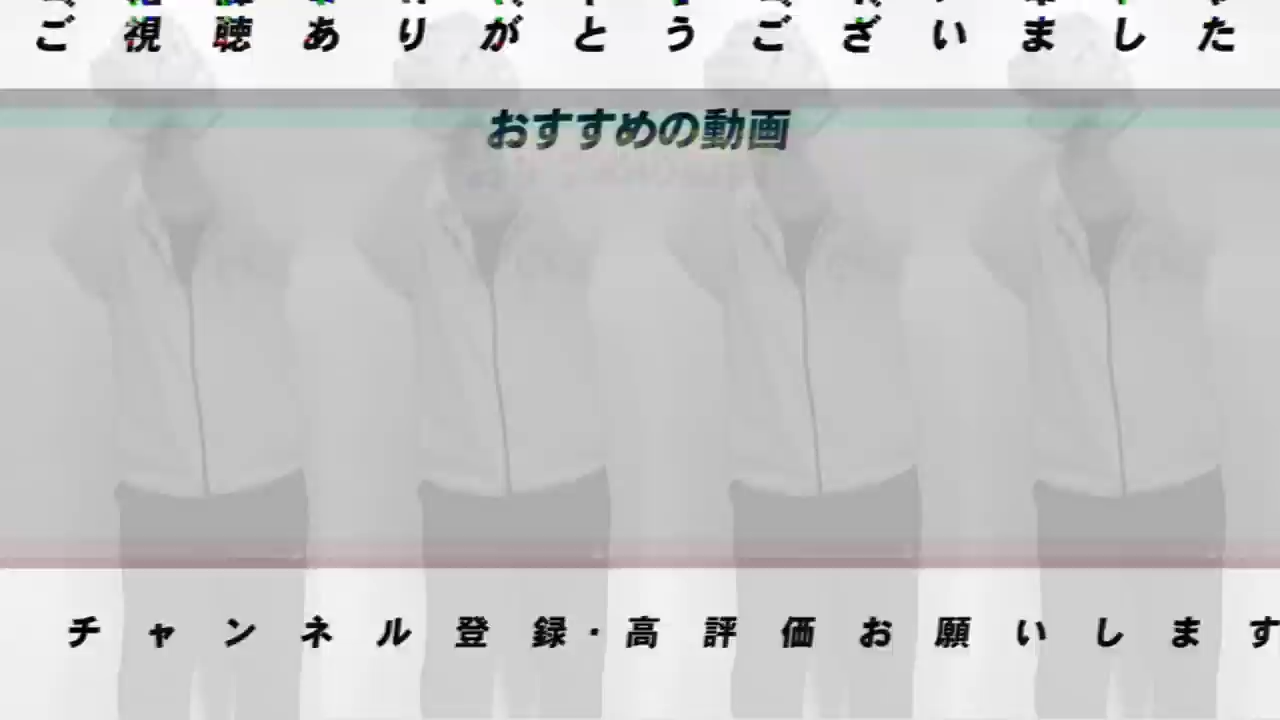 ご視聴ありがとうございました
おすすめの動画
チャンネル登録・高評価お願いします